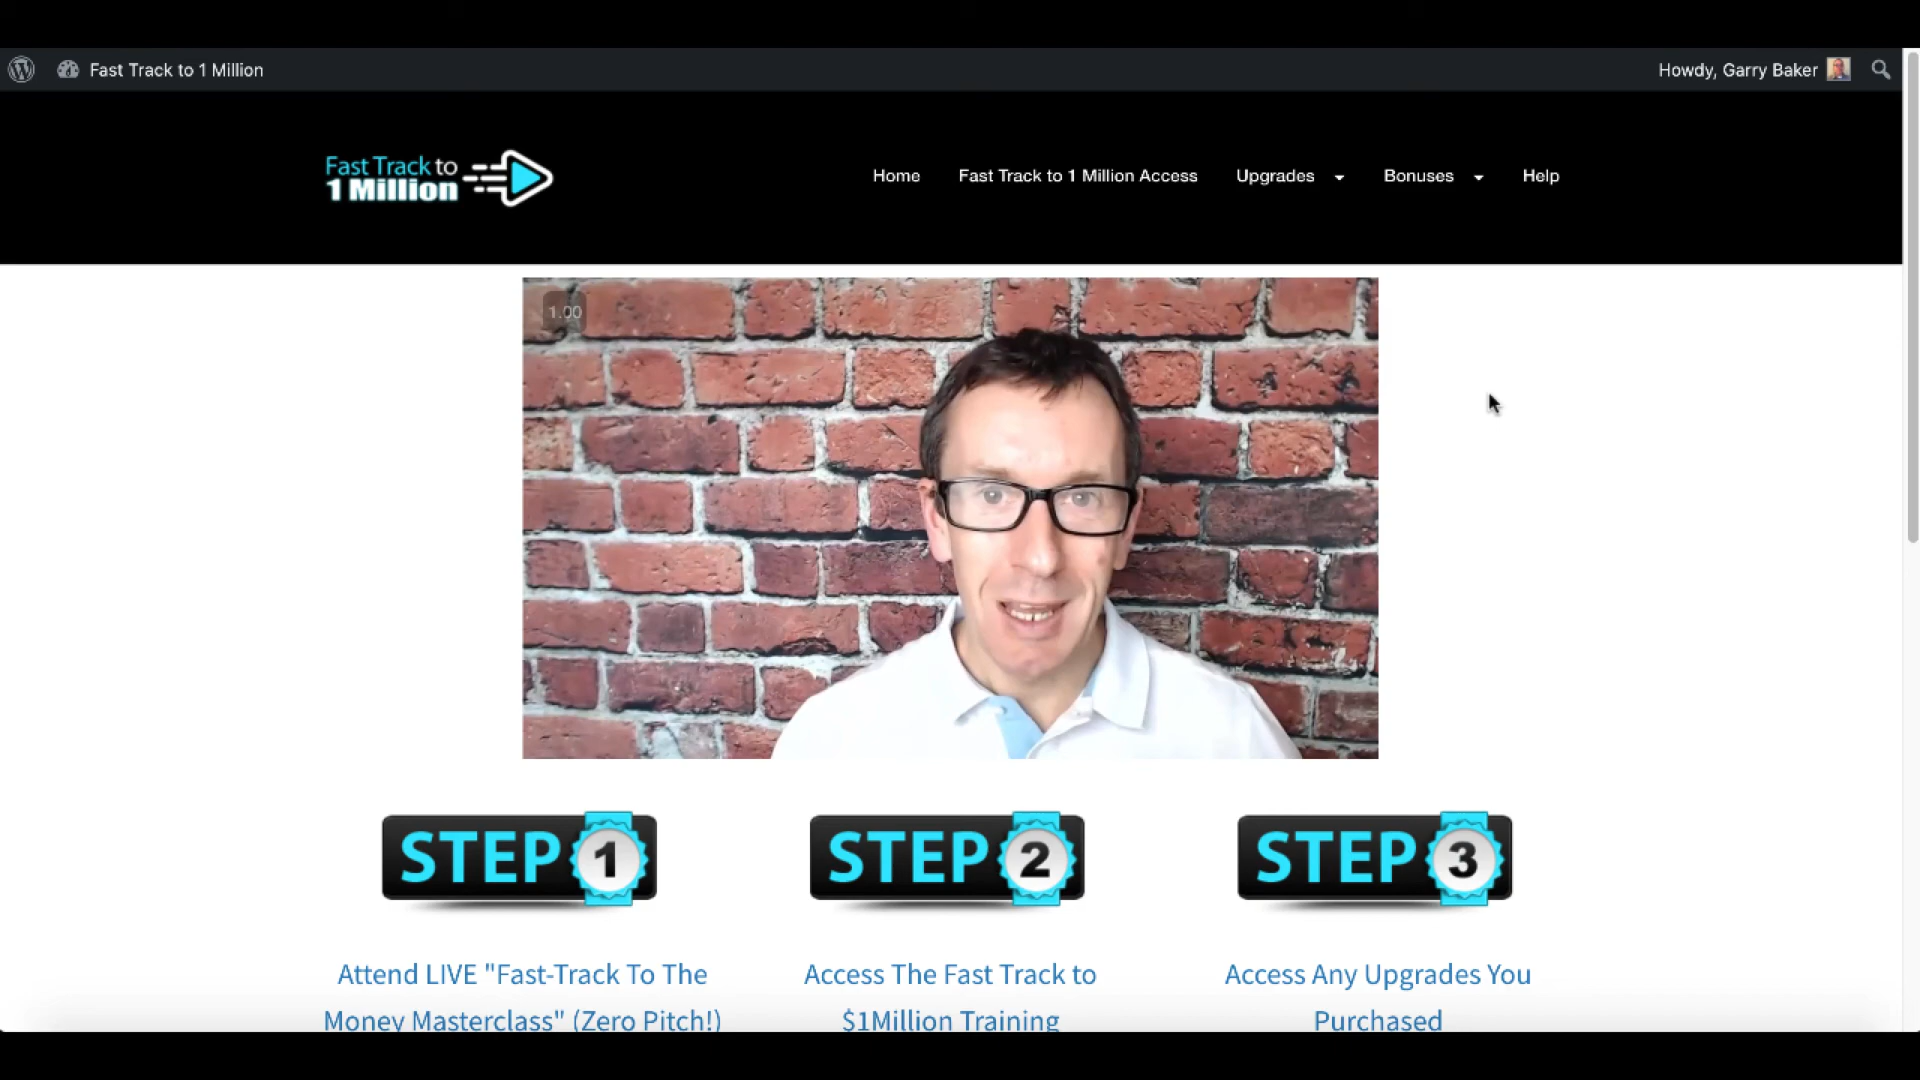 Fast Track to 1 Million
Howdy, Garry Baker
Fast Track to
1 Million
Home Fast Track to 1 Million Access Upgrades Bonuses Help
1.00
STEP 1
STEP 2
STEP 3
Attend LIVE "Fast-Track To The
Money Masterclass" (Zero Pitch!)
Access The Fast Track to
$1Million Training
Access Any Upgrades You
Purchased